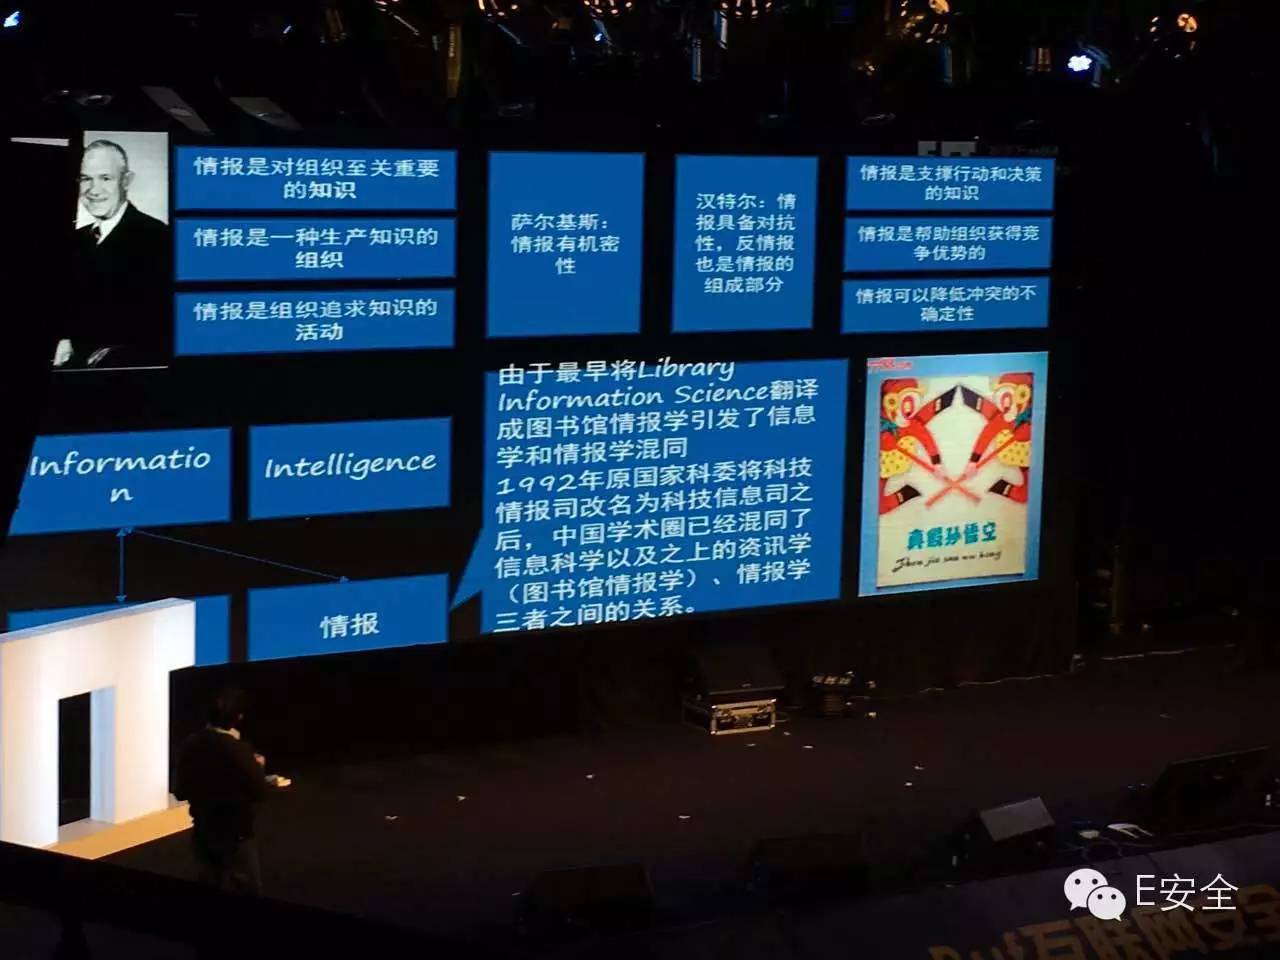 情报是对组织至关重要
的知识
情报是一种生产知识的
组织
情报是组织追求知识的
活动
萨尔基斯：
情报有机密
性
汉特尔：情
报具备对抗
性，反情报
也是情报的
组成部分
情报是支撑行动和决策
的知识
情报是帮助组织获得竞
争优势的
情报可以降低冲突的不
确定性
Informatio
n
Intelligence
情报
由于最早将Library
Information Science翻译
成图书馆情报学引发了信息
学和情报学混同
1992年原国家科委将科技
情报司改名为科技信息司之
后，中国学术圈已经混同了
信息科学以及之上的资讯学
（图书馆情报学）、情报学
三者之间的关系。
真假孙悟空
E安全
互联网安全